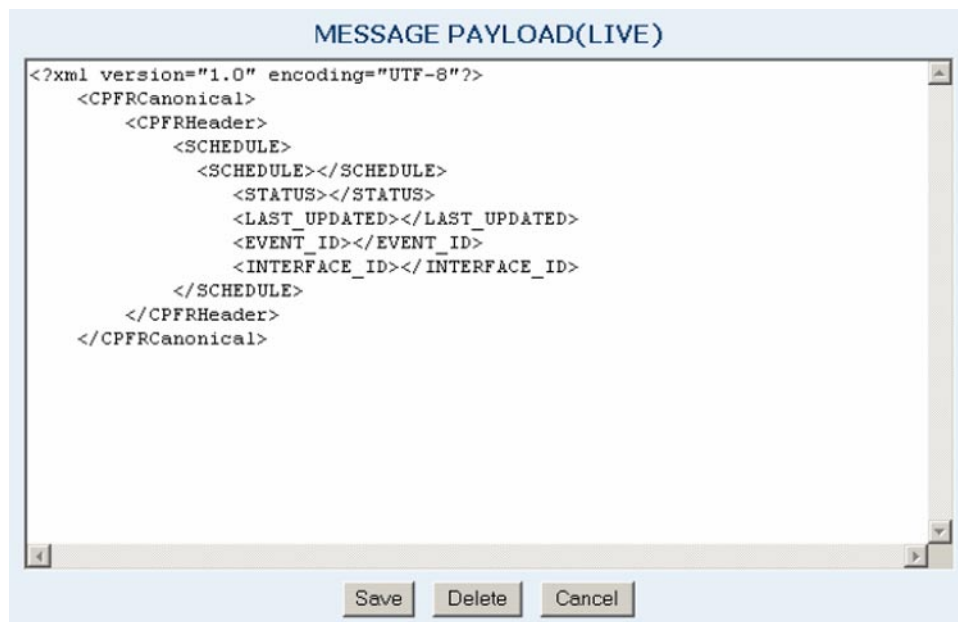 MESSAGE PAYLOAD(LIVE)
<?xml version="1.0" encoding="UTF-8"?>
<CPFRCanonical>
<CPFRHeader>
<SCHEDULE>
<SCHEDULE></SCHEDULE>
<STATUS></STATUS>
<LAST_UPDATED></LAST_UPDATED>
<EVENT_ID></EVENT_ID>
<INTERFACE_ID></INTERFACE_ID>
</SCHEDULE>
</CPFRHeader>
</CPFRCanonical>
Save Delete Cancel